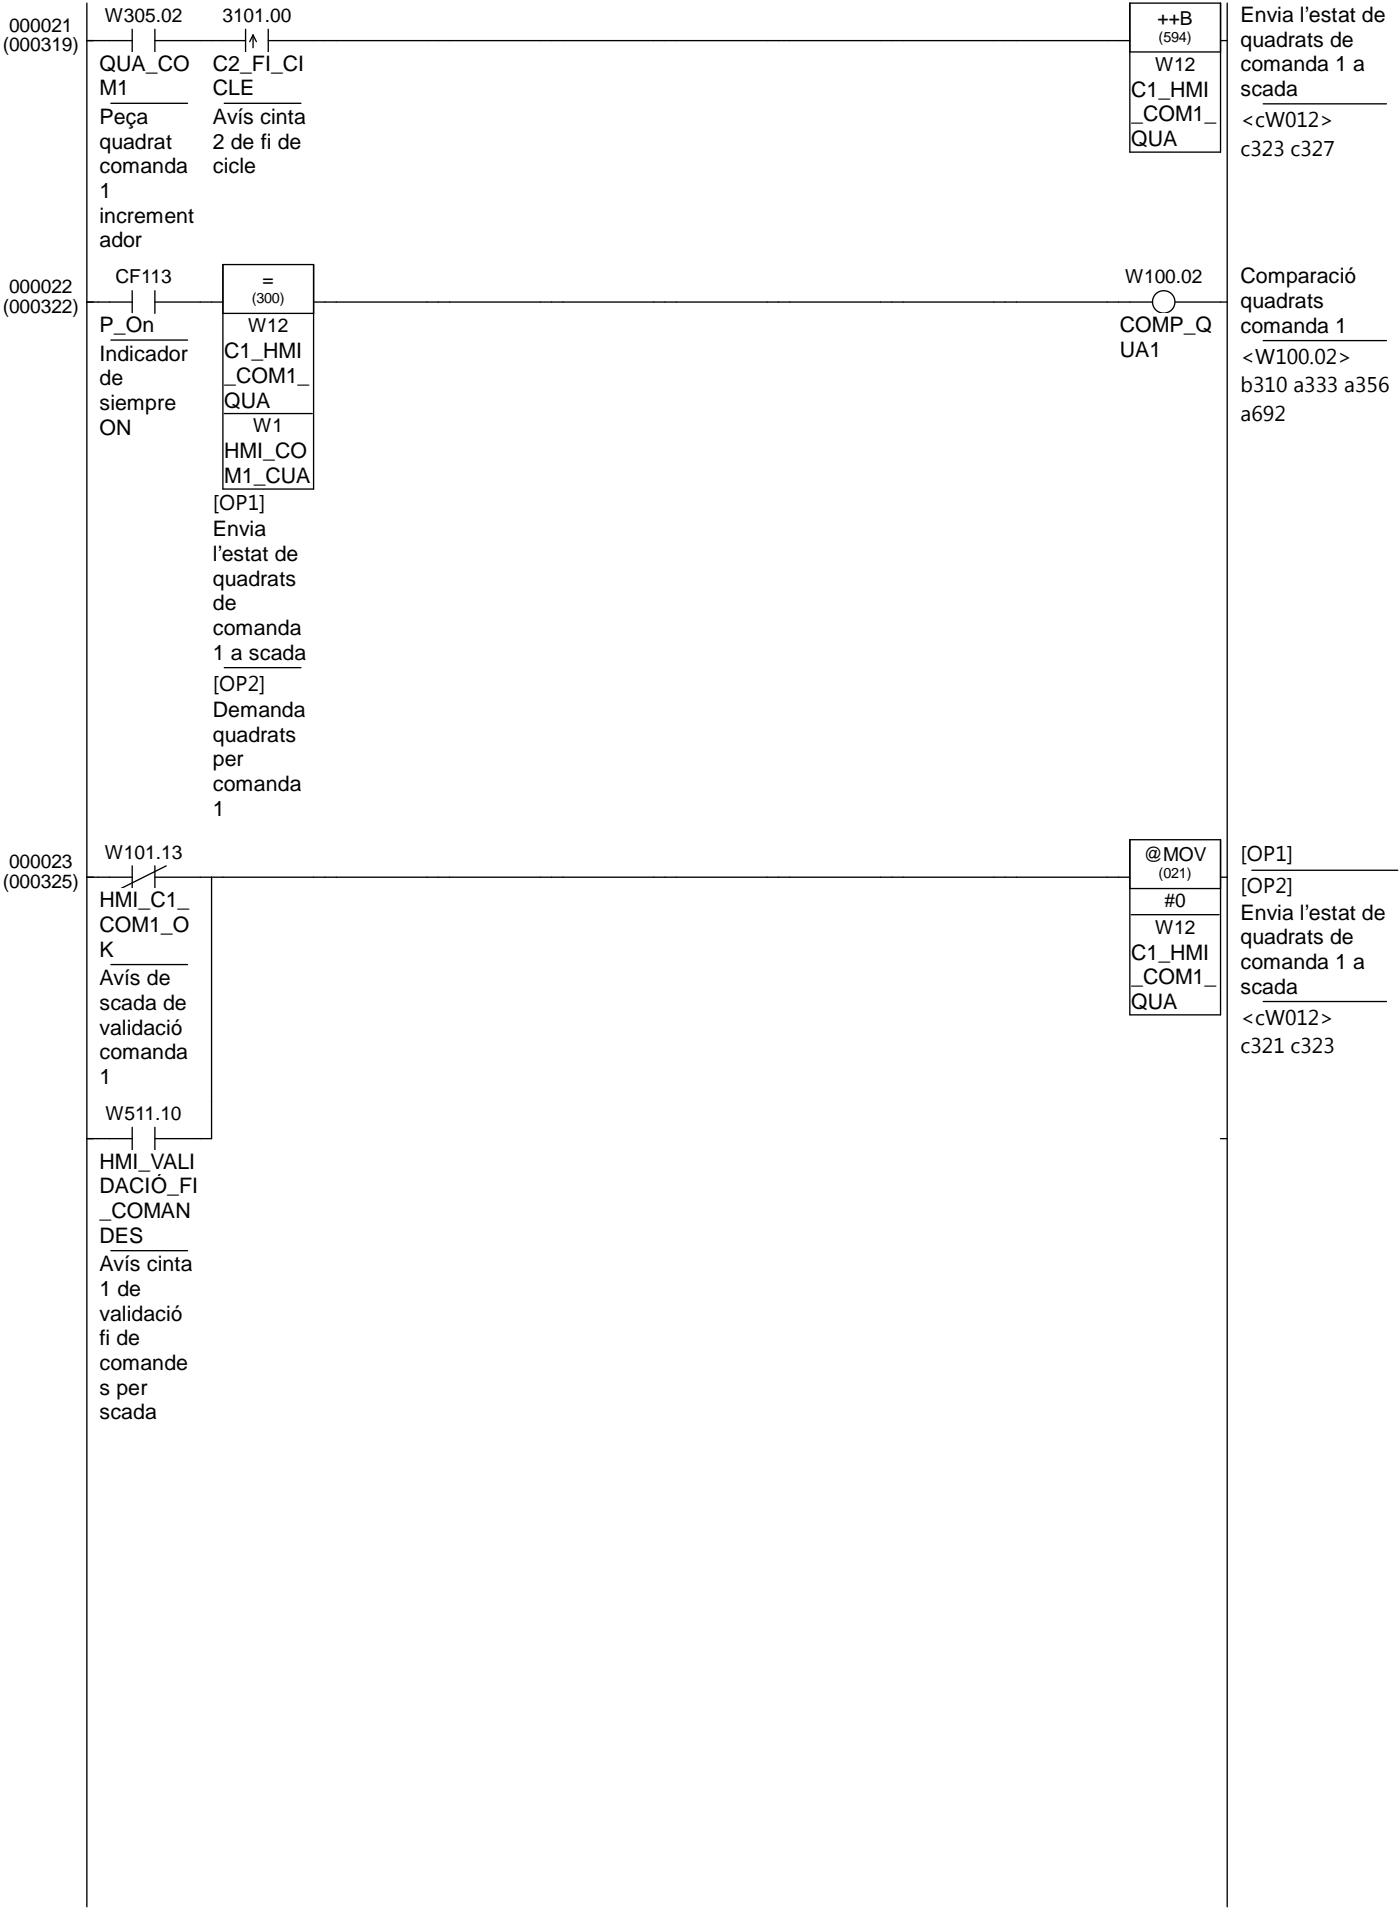 000021
(000319)
W305.02
QUA_CO
M1
Peça
quadrat
comanda
1
increment
ador
3101.00
C2_FI_CI
CLE
Avís cinta
2 de fi de
cicle
++B
(594)
W12
C1_HMI
_COM1_
QUA
Envia l'estat de
quadrats de
comanda 1 a
scada
<cW012>
c323 c327
000022
(000322)
CF113
P_On
Indicador
de
siempre
ON
=
(300)
W12
C1_HMI
_COM1_
QUA
W1
HMI_CO
M1_CUA
[OP1]
Envia
l'estat de
quadrats
de
comanda
1 a scada
[OP2]
Demanda
quadrats
per
comanda
1
W100.02
COMP_Q
UA1
Comparació
quadrats
comanda 1
<W100.02>
b310 a333 a356
a692
000023
(000325)
W101.13
HMI_C1_
COM1_O
K
Avís de
scada de
validació
comanda
1
W511.10
HMI_VALI
DACIÓ_FI
_COMAN
DES
Avís cinta
1 de
validació
fi de
comande
s per
scada
@MOV
(021)
#0
W12
C1_HMI
_COM1_
QUA
[OP1]
[OP2]
Envia l'estat de
quadrats de
comanda 1 a
scada
<cW012>
c321 c323